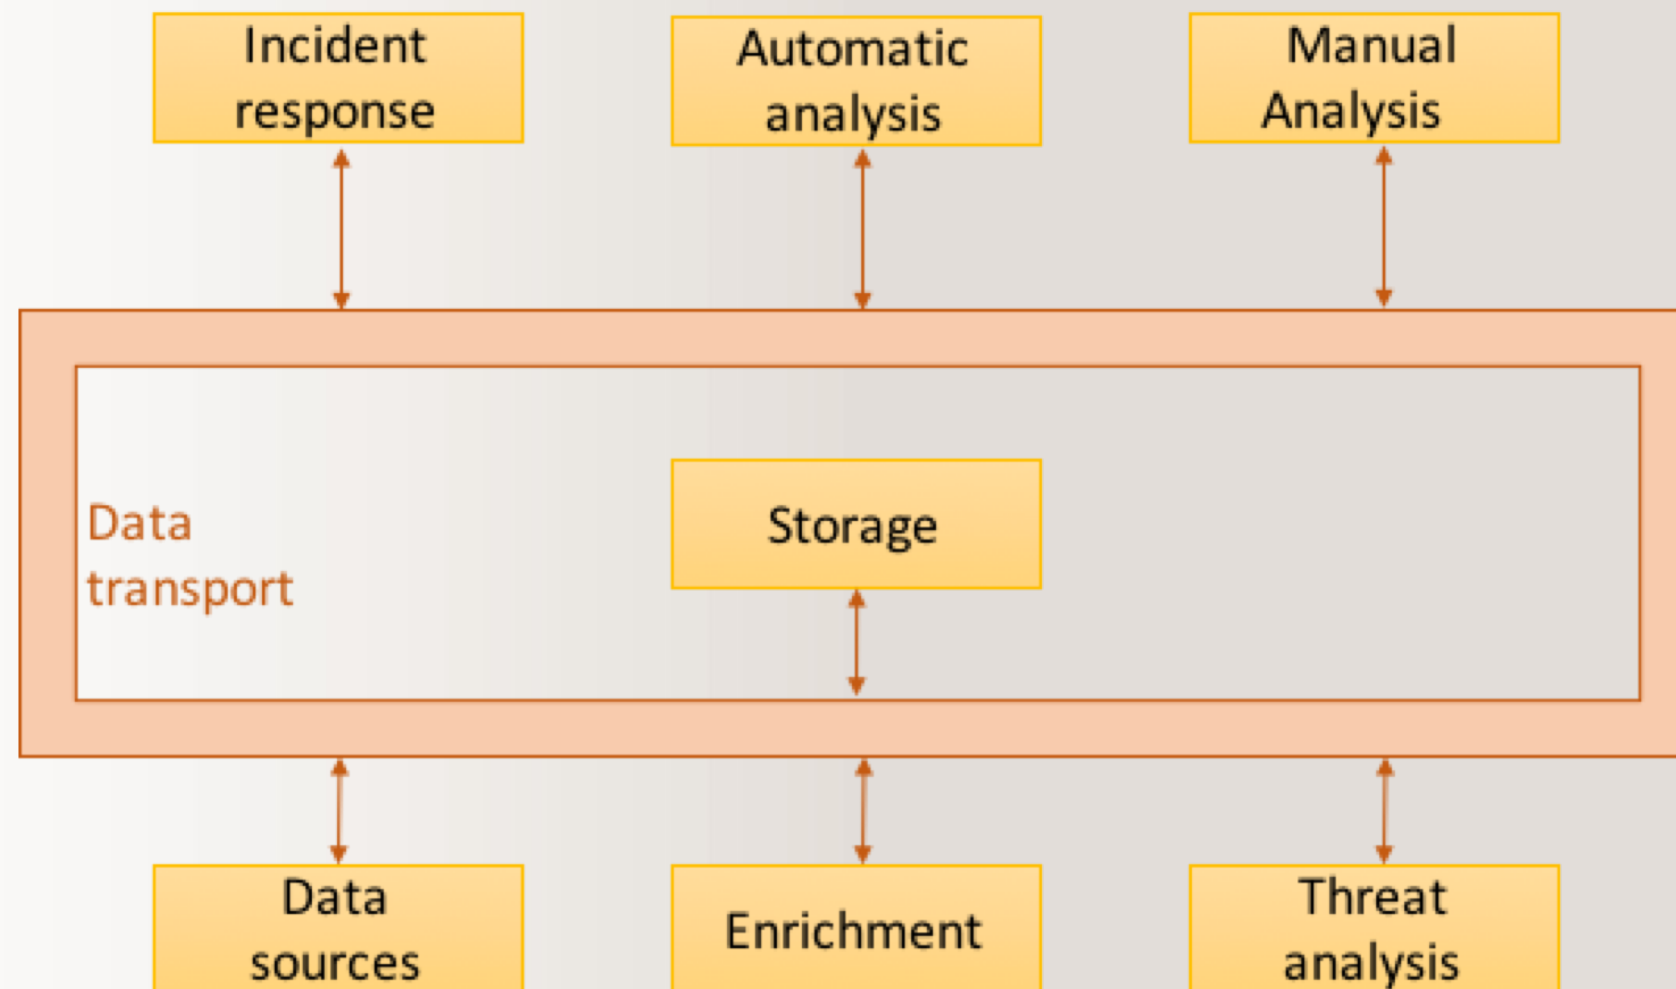 Incident
response
Automatic
analysis
Manual
Analysis
Data
transport
Storage
Data
sources
Enrichment
Threat
analysis